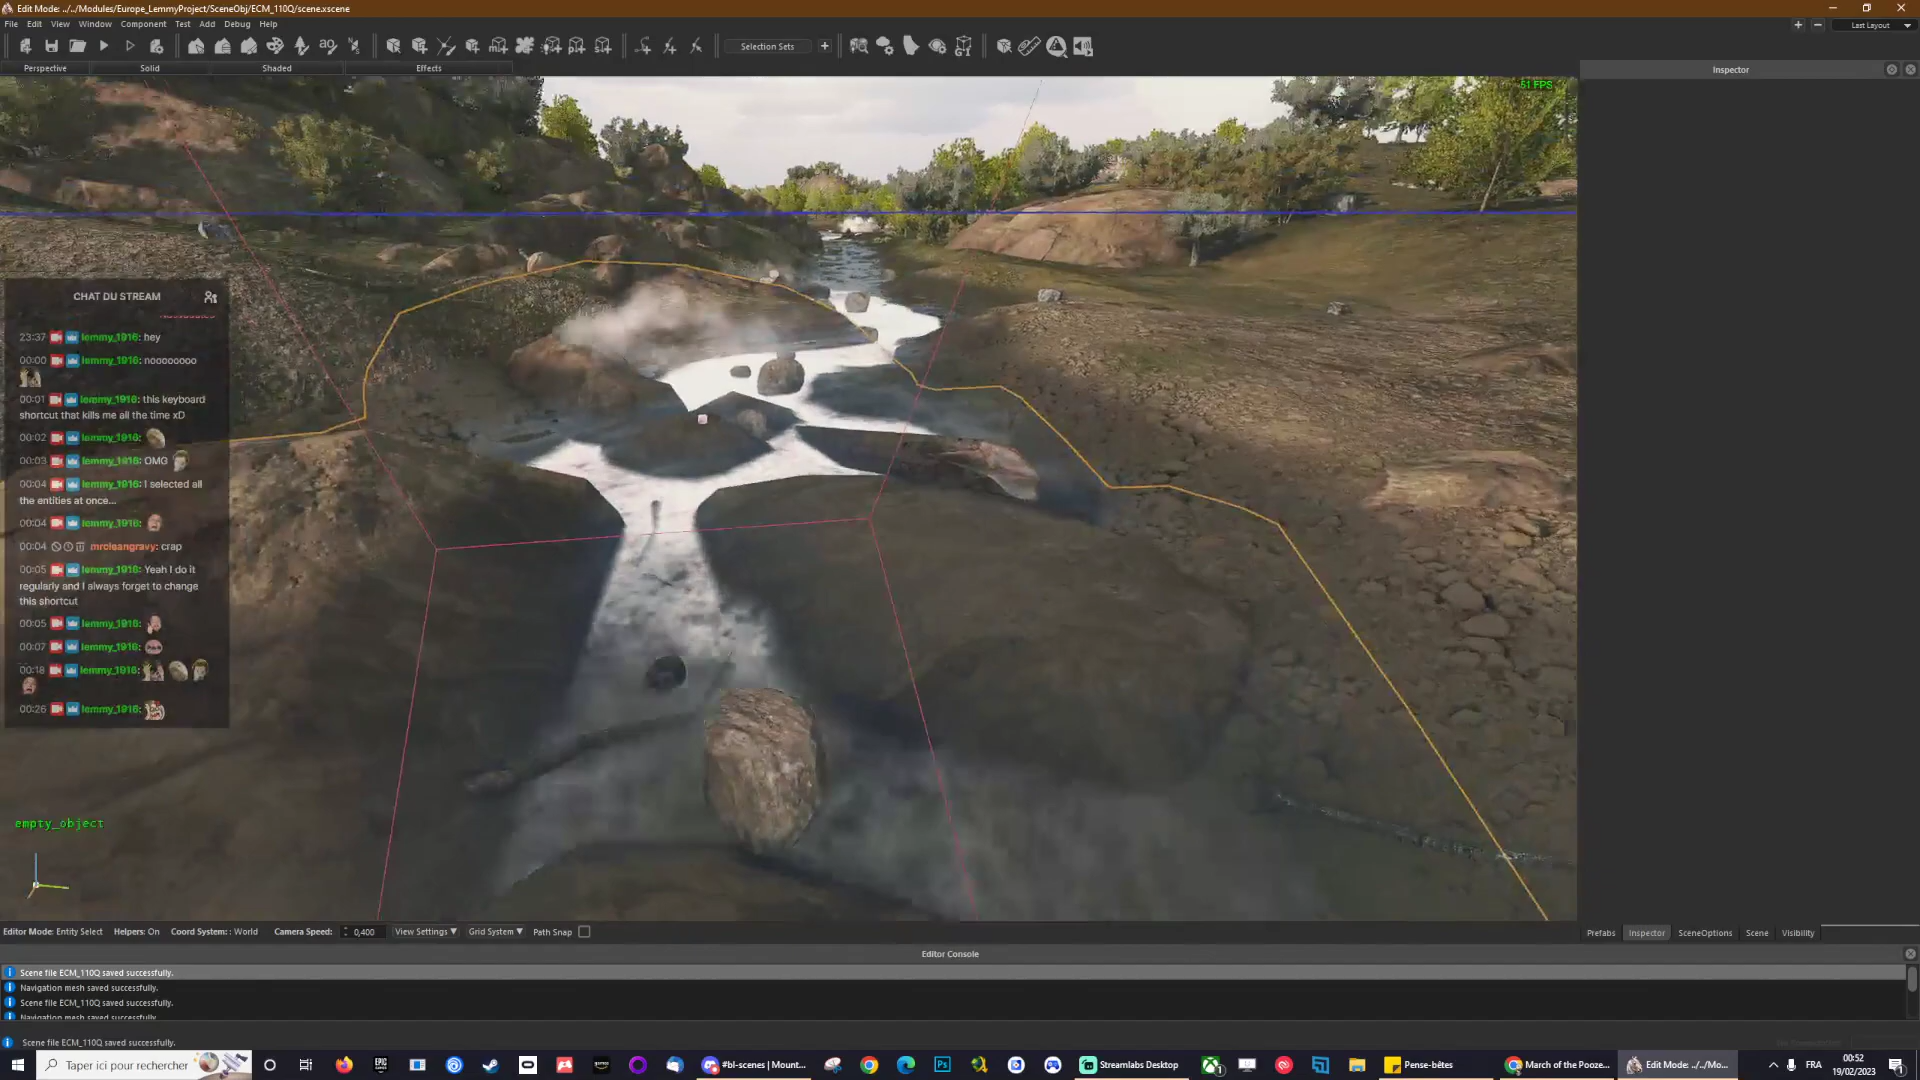 Edit Mode: ../../Modules/Europe_LemmyProject/SceneObj/ECM_110Q/scene.xscene
File Edit View Window Component Test Add Debug Help
Last Layout
Selection Sets
Perspective Solid Shaded Effects
Inspector
51 FPS
CHAT DU STREAM
23:37 lemmy_1916: hey
00:00 lemmy_1916: noooooooo
00:01 lemmy_1916: this keyboard
shortcut that kills me all the time xD
00:02 lemmy_1916:
00:03 lemmy_1916: OMG
00:04 lemmy_1916: I selected all
the entities at once...
00:04 lemmy_1916:
00:04 mrcleangravy: crap
00:05 lemmy_1916: Yeah I do it
regularly and I always forget to change
this shortcut
00:05 lemmy_1916:
00:07 lemmy_1916:
00:18 lemmy_1916:
00:26 lemmy_1916:
empty_object
Editor Mode: Entity Select Helpers: On Coord System: : World Camera Speed: 0,400 View Settings Grid System Path Snap
Prefabs Inspector SceneOptions Scene Visibility
Editor Console
Scene file ECM_110Q saved successfully.
Navigation mesh saved successfully.
Scene file ECM_110Q saved successfully.
Navigation mesh saved successfully.
Scene file ECM_110Q saved successfully.
Taper ici pour rechercher
#bl-scenes | Mount...
Streamlabs Desktop
Pense-bêtes
March of the Pooze...
Edit Mode: ../../Mo...
FRA
00:52
19/02/2023